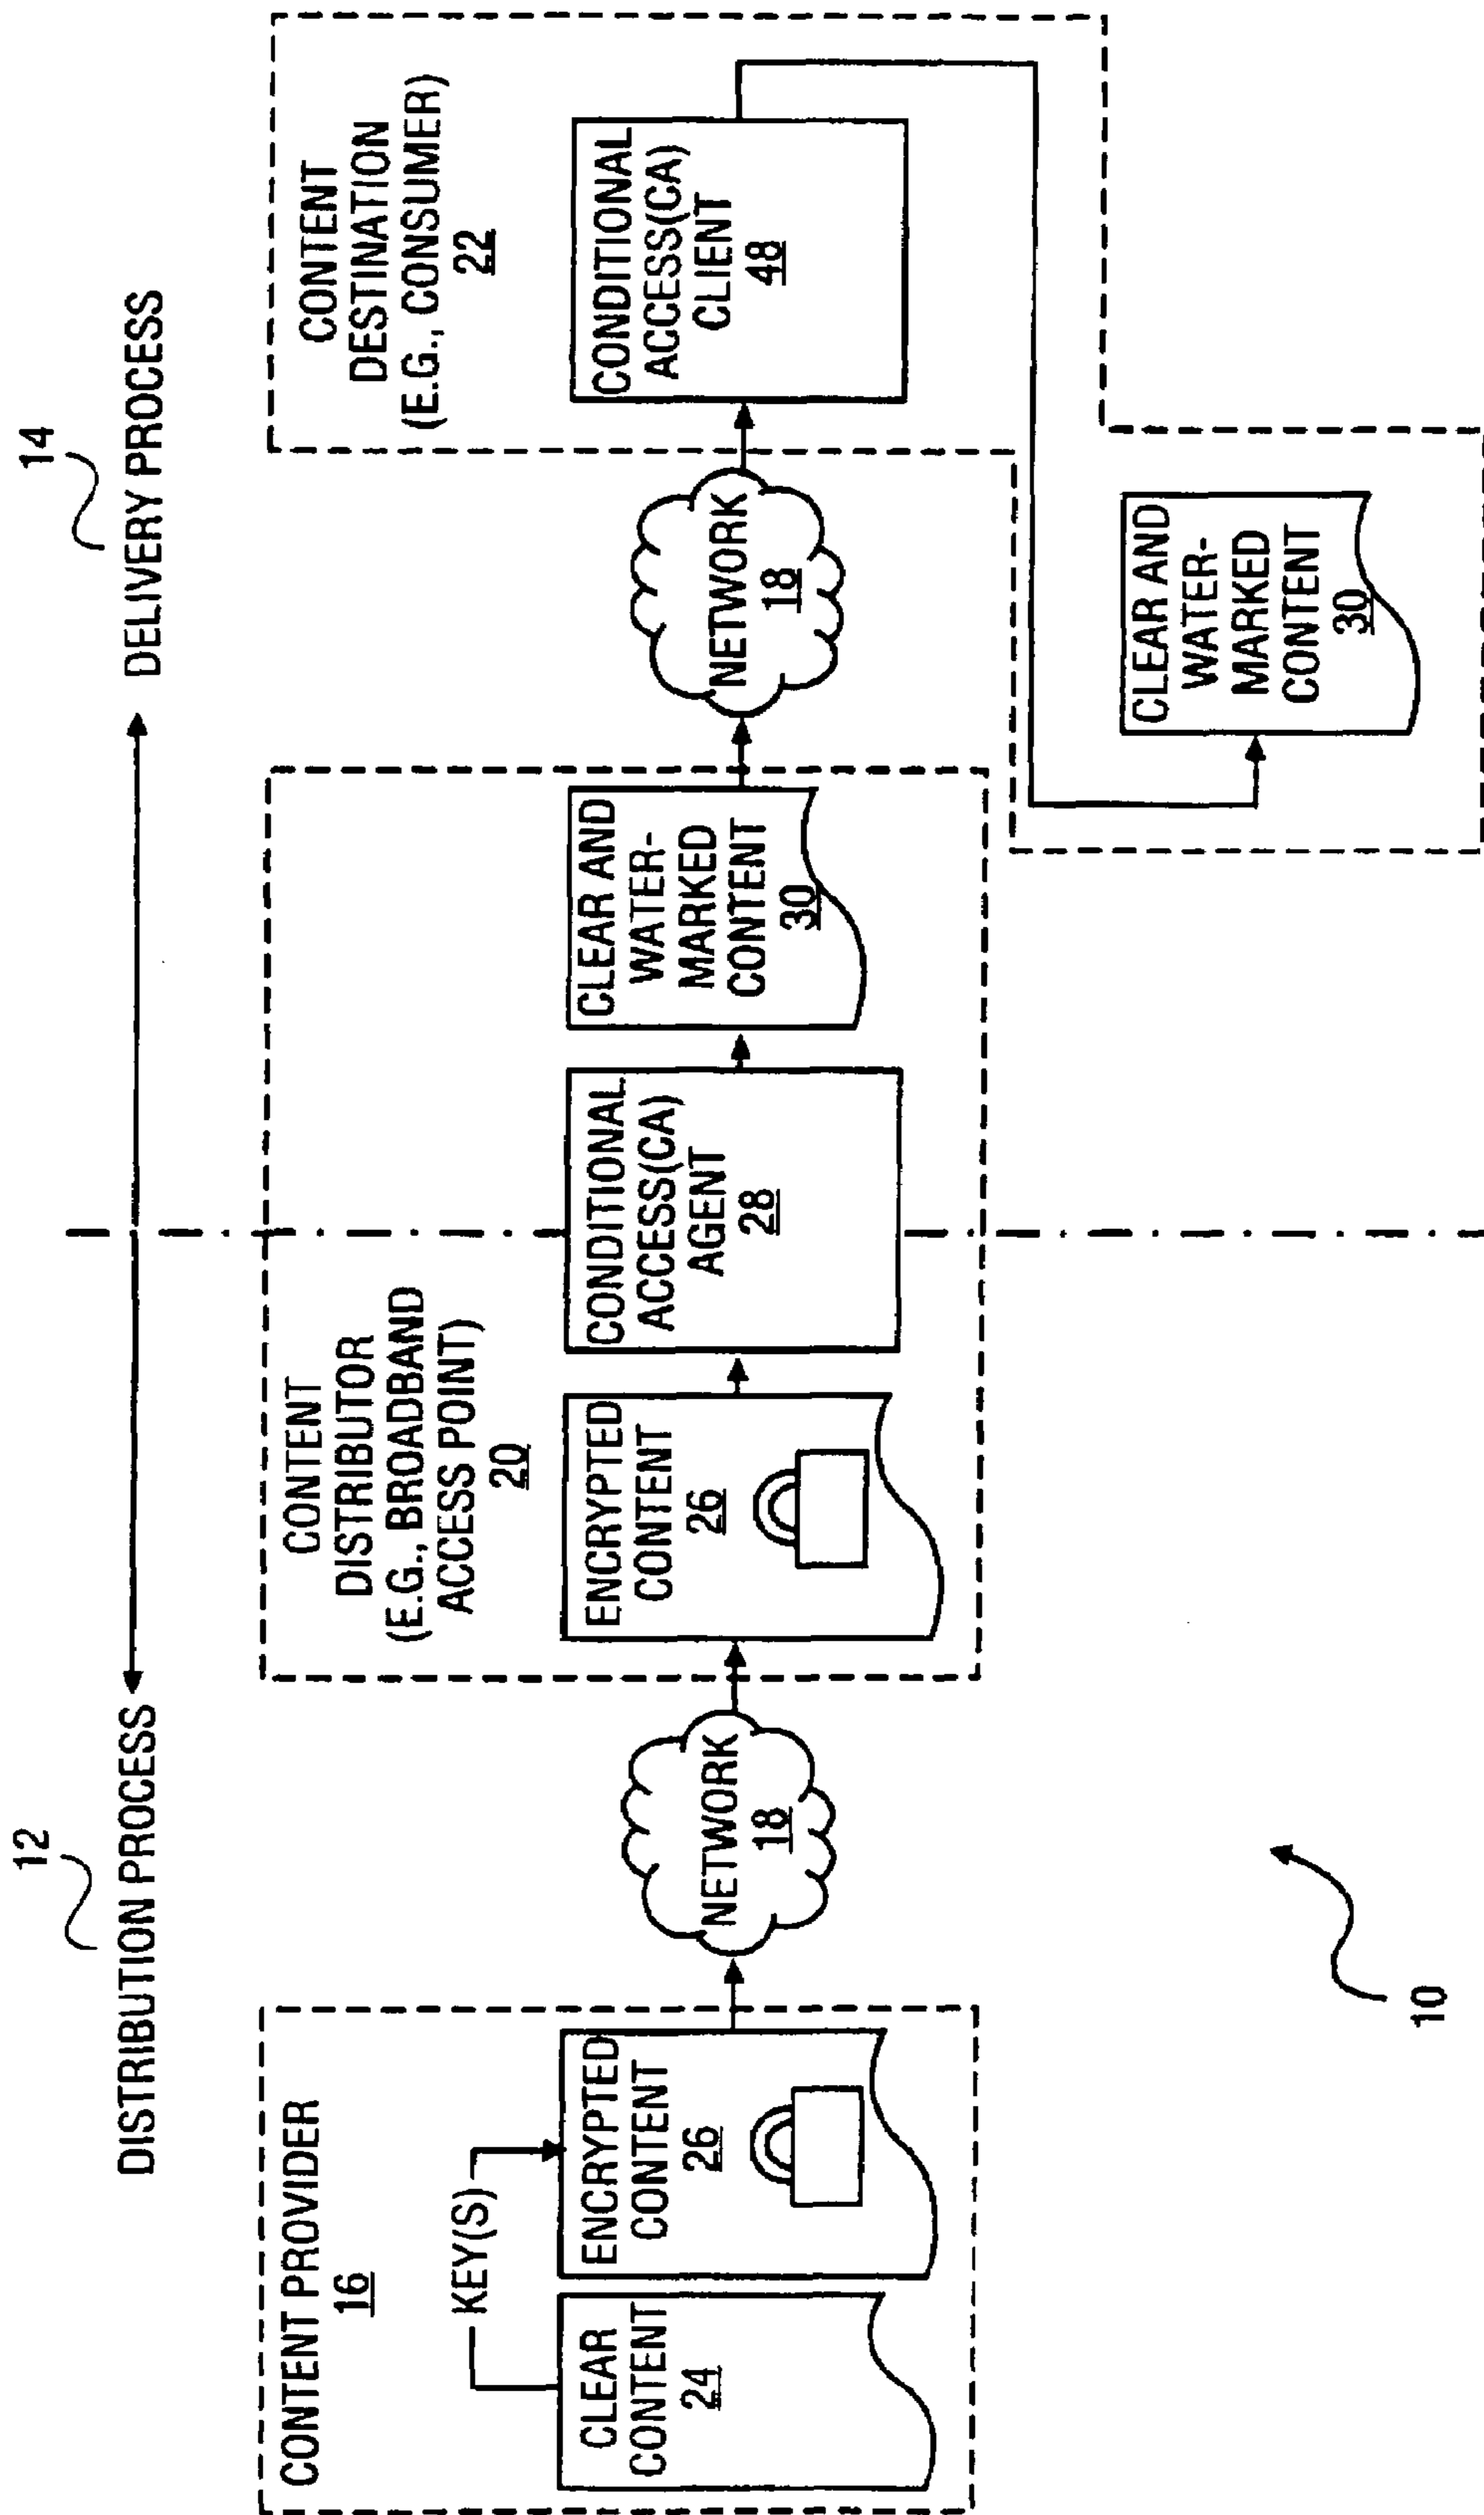 12
DISTRIBUTION PROCESS
14
DELIVERY PROCESS
CONTENT PROVIDER
16
KEY(S)
CLEAR
CONTENT
24
ENCRYPTED
CONTENT
26
NETWORK
18
CONTENT
DISTRIBUTOR
(E.G., BROADBAND
ACCESS POINT)
20
ENCRYPTED
CONTENT
26
CONDITIONAL
ACCESS(CA)
AGENT
28
CLEAR AND
WATER-
MARKED
CONTENT
30
NETWORK
18
CONTENT
DESTINATION
(E.G., CONSUMER)
22
CONDITIONAL
ACCESS(CA)
CLIENT
48
CLEAR AND
WATER-
MARKED
CONTENT
30
10